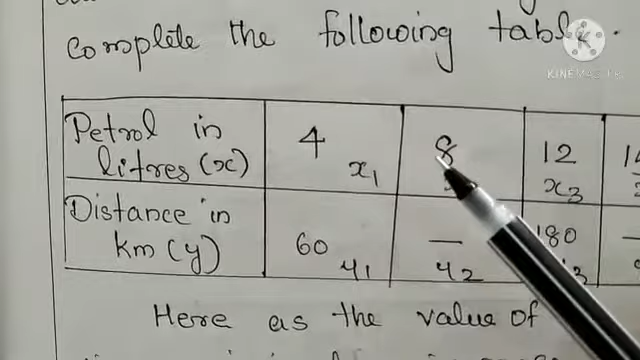 complete the following table.
KINEMASTER
Petrol in litres (x) 4 x1 8 12 x3
Distance in km (y) 60 y1 — y2 180 —
Here as the value of